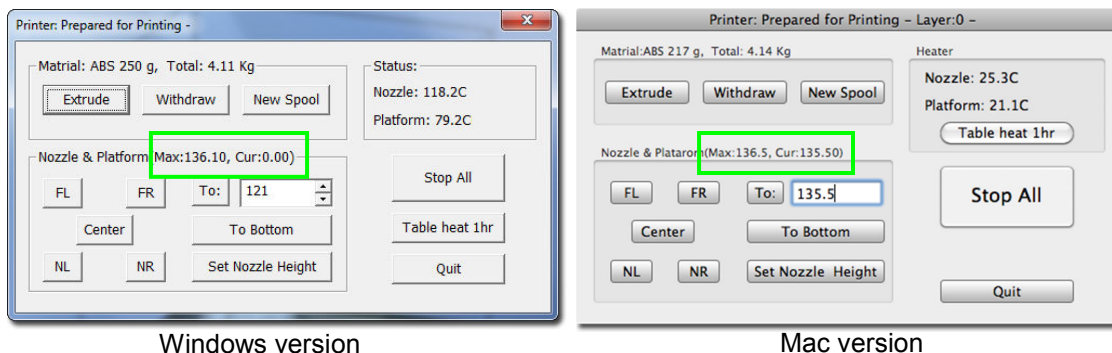 Printer: Prepared for Printing -
Matrial: ABS 250 g, Total: 4.11 Kg
Extrude Withdraw New Spool
Status:
Nozzle: 118.2C
Platform: 79.2C
Nozzle & Platform(Max:136.10, Cur:0.00)
FL FR To: 121
Center To Bottom
NL NR Set Nozzle Height
Stop All
Table heat 1hr
Quit
Windows version
Printer: Prepared for Printing – Layer:0 –
Matrial:ABS 217 g, Total: 4.14 Kg
Extrude Withdraw New Spool
Heater
Nozzle: 25.3C
Platform: 21.1C
Table heat 1hr
Nozzle & Platarom(Max:136.5, Cur:135.50)
FL FR To: 135.5
Center To Bottom
NL NR Set Nozzle Height
Stop All
Quit
Mac version